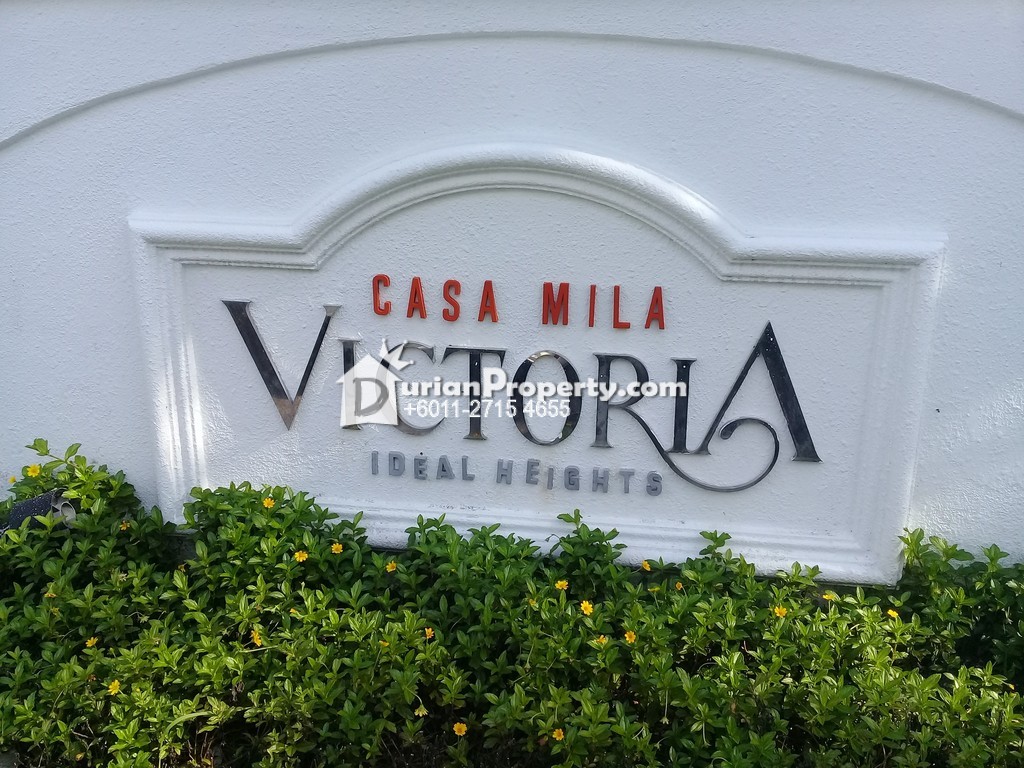 CASA MILA
VICTORIA
DurianProperty.com
+6011-2715 4655
IDEAL HEIGHTS